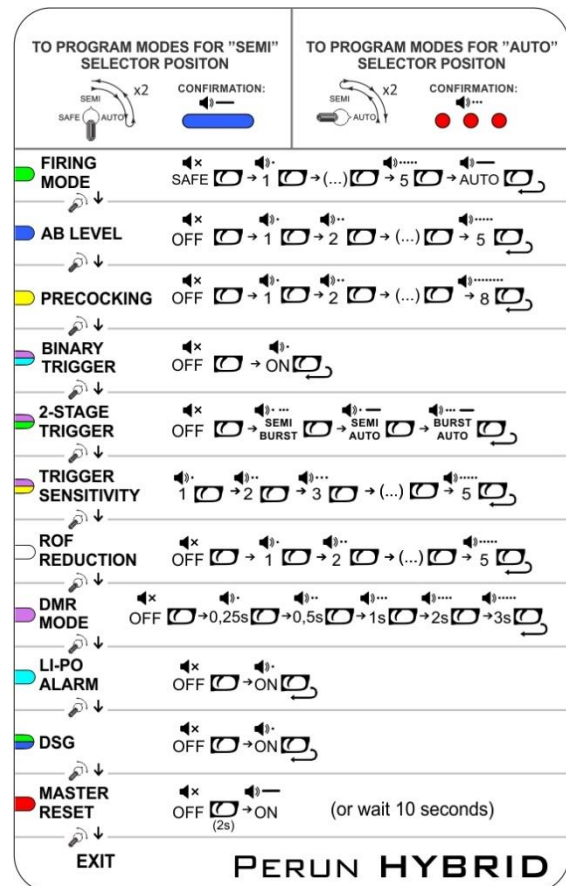 TO PROGRAM MODES FOR "SEMI"
SELECTOR POSITON
x2
SEMI
SAFE AUTO
CONFIRMATION:
TO PROGRAM MODES FOR "AUTO"
SELECTOR POSITON
x2
SEMI
AUTO
CONFIRMATION:
FIRING
MODE
SAFE → 1 → (...) → 5 → AUTO
AB LEVEL
OFF → 1 → 2 → (...) → 5
PRECOCKING
OFF → 1 → 2 → (...) → 8
BINARY
TRIGGER
OFF → ON
2-STAGE
TRIGGER
OFF → SEMI BURST → SEMI AUTO → BURST AUTO
TRIGGER
SENSITIVITY
1 → 2 → 3 → (...) → 5
ROF
REDUCTION
OFF → 1 → 2 → (...) → 5
DMR
MODE
OFF → 0,25s → 0,5s → 1s → 2s → 3s
LI-PO
ALARM
OFF → ON
DSG
OFF → ON
MASTER
RESET
OFF → ON (or wait 10 seconds)
(2s)
EXIT
PERUN HYBRID